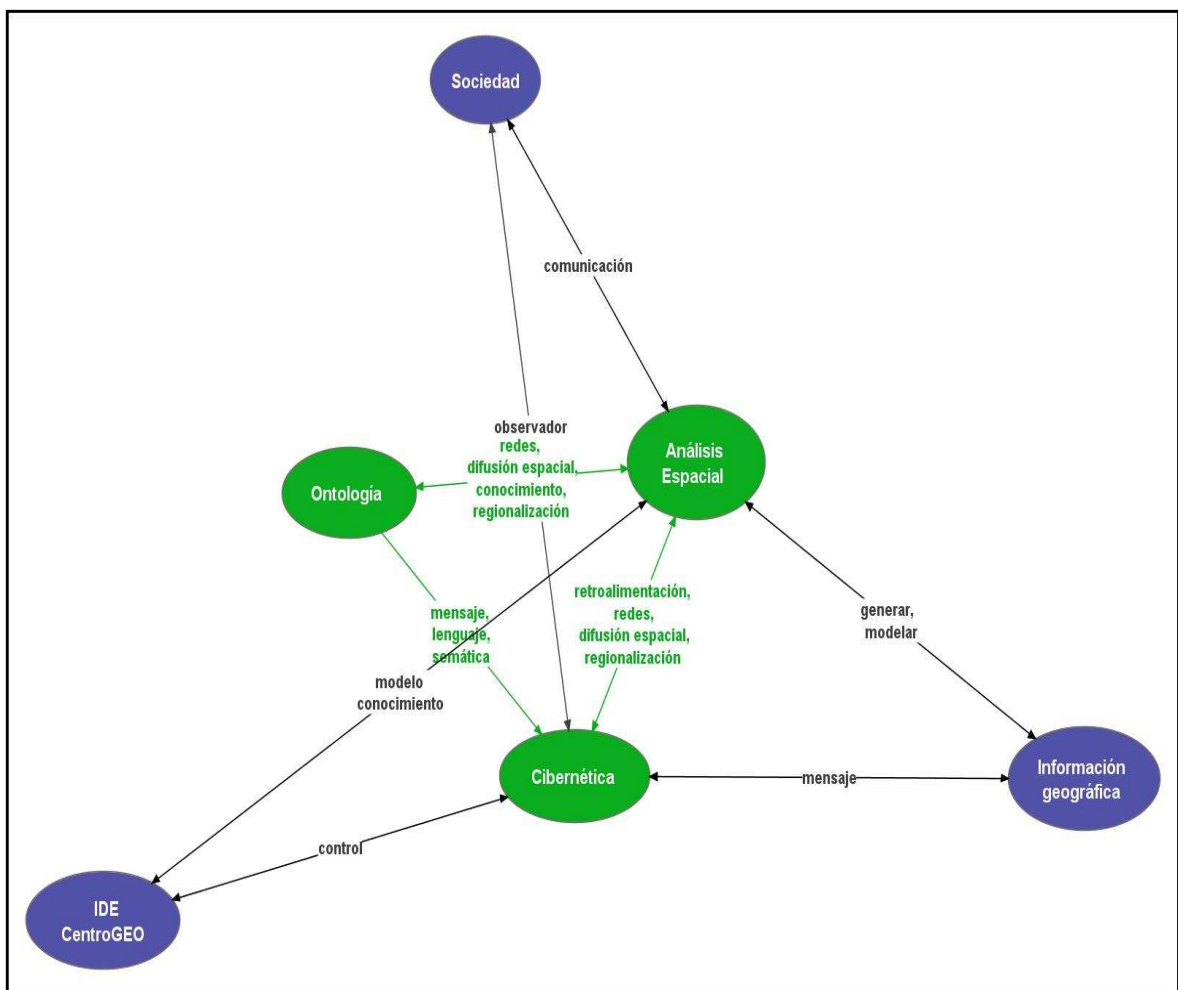 Sociedad
comunicación
observador
redes,
difusión espacial,
conocimiento,
regionalización
Análisis
Espacial
Ontología
mensaje,
lenguaje,
semática
retroalimentación,
redes,
difusión espacial,
regionalización
generar,
modelar
modelo
conocimiento
Cibernética
mensaje
Información
geográfica
control
IDE
CentroGEO